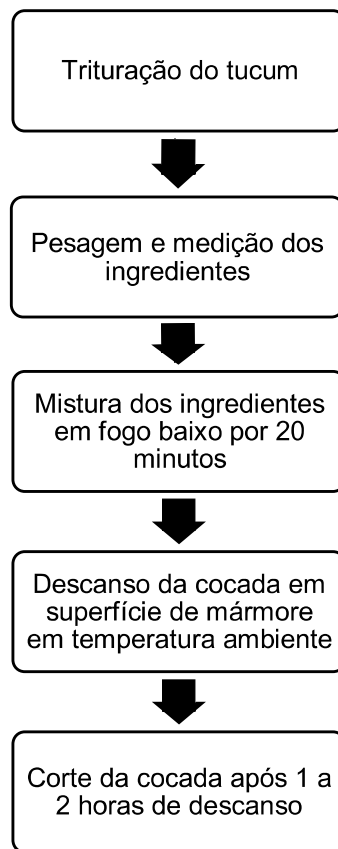 Trituração do tucum
Pesagem e medição dos
ingredientes
Mistura dos ingredientes
em fogo baixo por 20
minutos
Descanso da cocada em
superfície de mármore
em temperatura ambiente
Corte da cocada após 1 a
2 horas de descanso